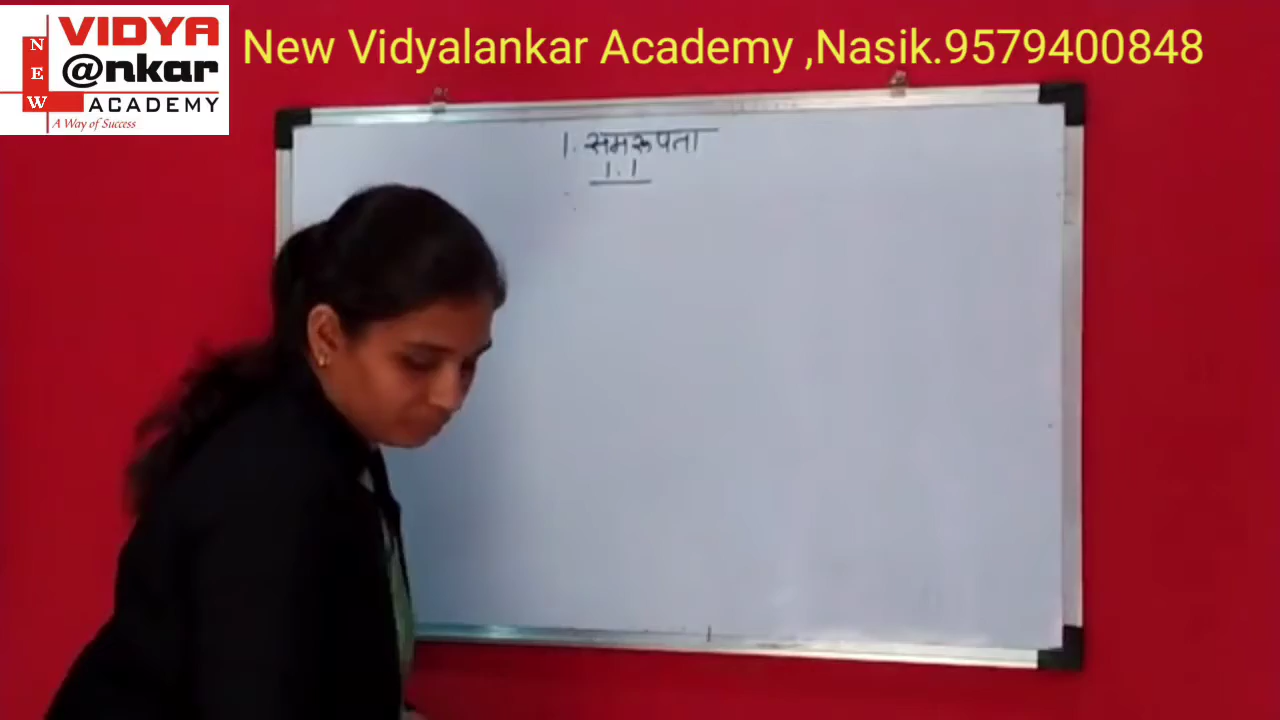 NEW
VIDYA
@nkar
ACADEMY
A Way of Success
New Vidyalankar Academy ,Nasik.9579400848
1. समरूपता
1.1